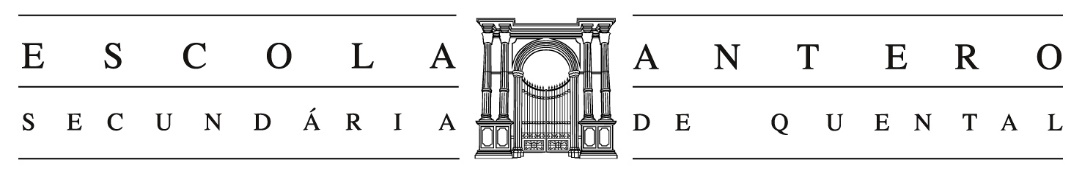 ESCOLA ANTERO
SECUNDÁRIA DE QUENTAL